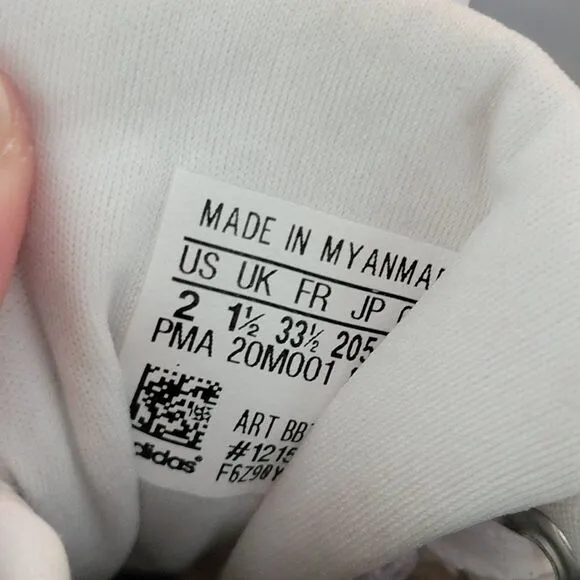 MADE IN MYANMA
US UK FR JP
2 1½ 33½ 205
PMA 20M001
ART BB
#1215
F6Z90Y
adidas